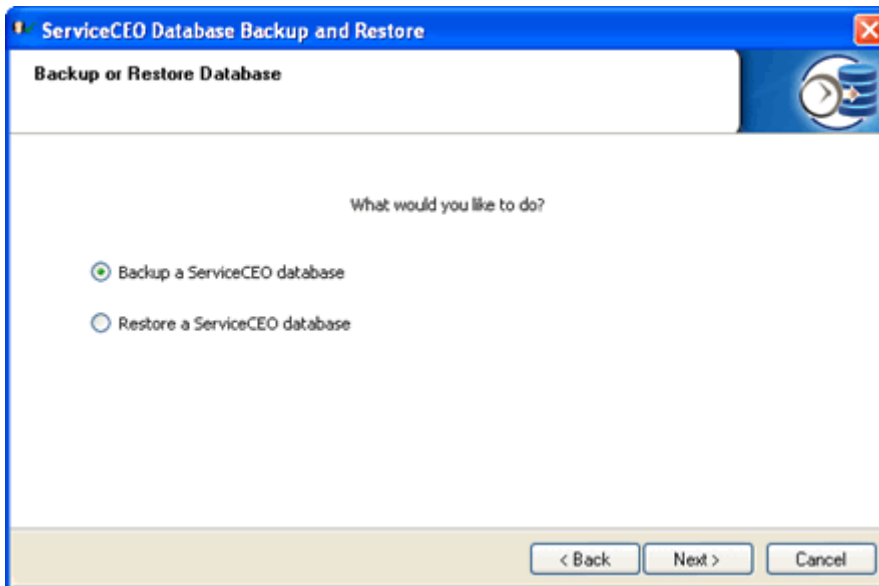 ServiceCEO Database Backup and Restore
Backup or Restore Database
What would you like to do?
Backup a ServiceCEO database
Restore a ServiceCEO database
< Back Next > Cancel